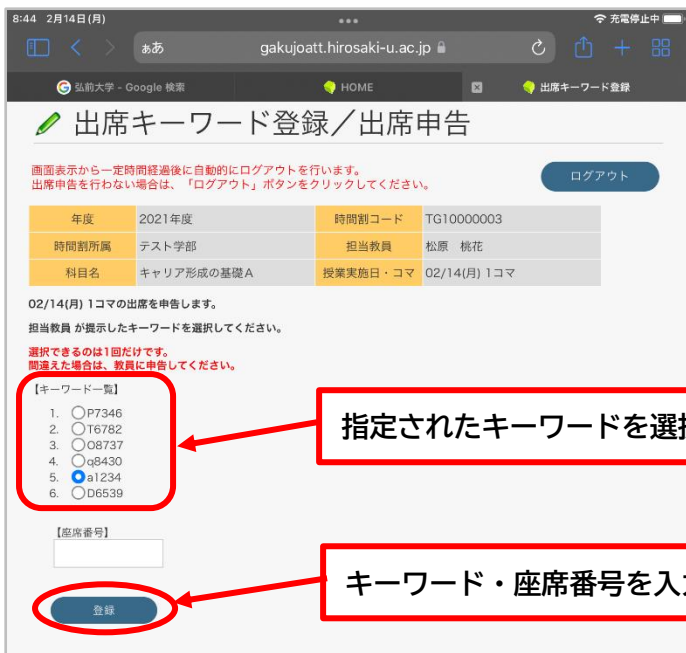 8:44 2月14日(月)
充電停止中
ぁあ gakujoatt.hirosaki-u.ac.jp
弘前大学 - Google 検索 HOME 出席キーワード登録
出席キーワード登録／出席申告
画面表示から一定時間経過後に自動的にログアウトを行います。
出席申告を行わない場合は、「ログアウト」ボタンをクリックしてください。
ログアウト
年度 2021年度 時間割コード TG10000003
時間割所属 テスト学部 担当教員 松原 桃花
科目名 キャリア形成の基礎A 授業実施日・コマ 02/14(月) 1コマ
02/14(月) 1コマの出席を申告します。
担当教員 が提示したキーワードを選択してください。
選択できるのは1回だけです。
間違えた場合は、教員に申告してください。
【キーワード一覧】
1. P7346
2. T6782
3. O8737
4. q8430
5. a1234
6. D6539
指定されたキーワードを選
【座席番号】
キーワード・座席番号を入
登録